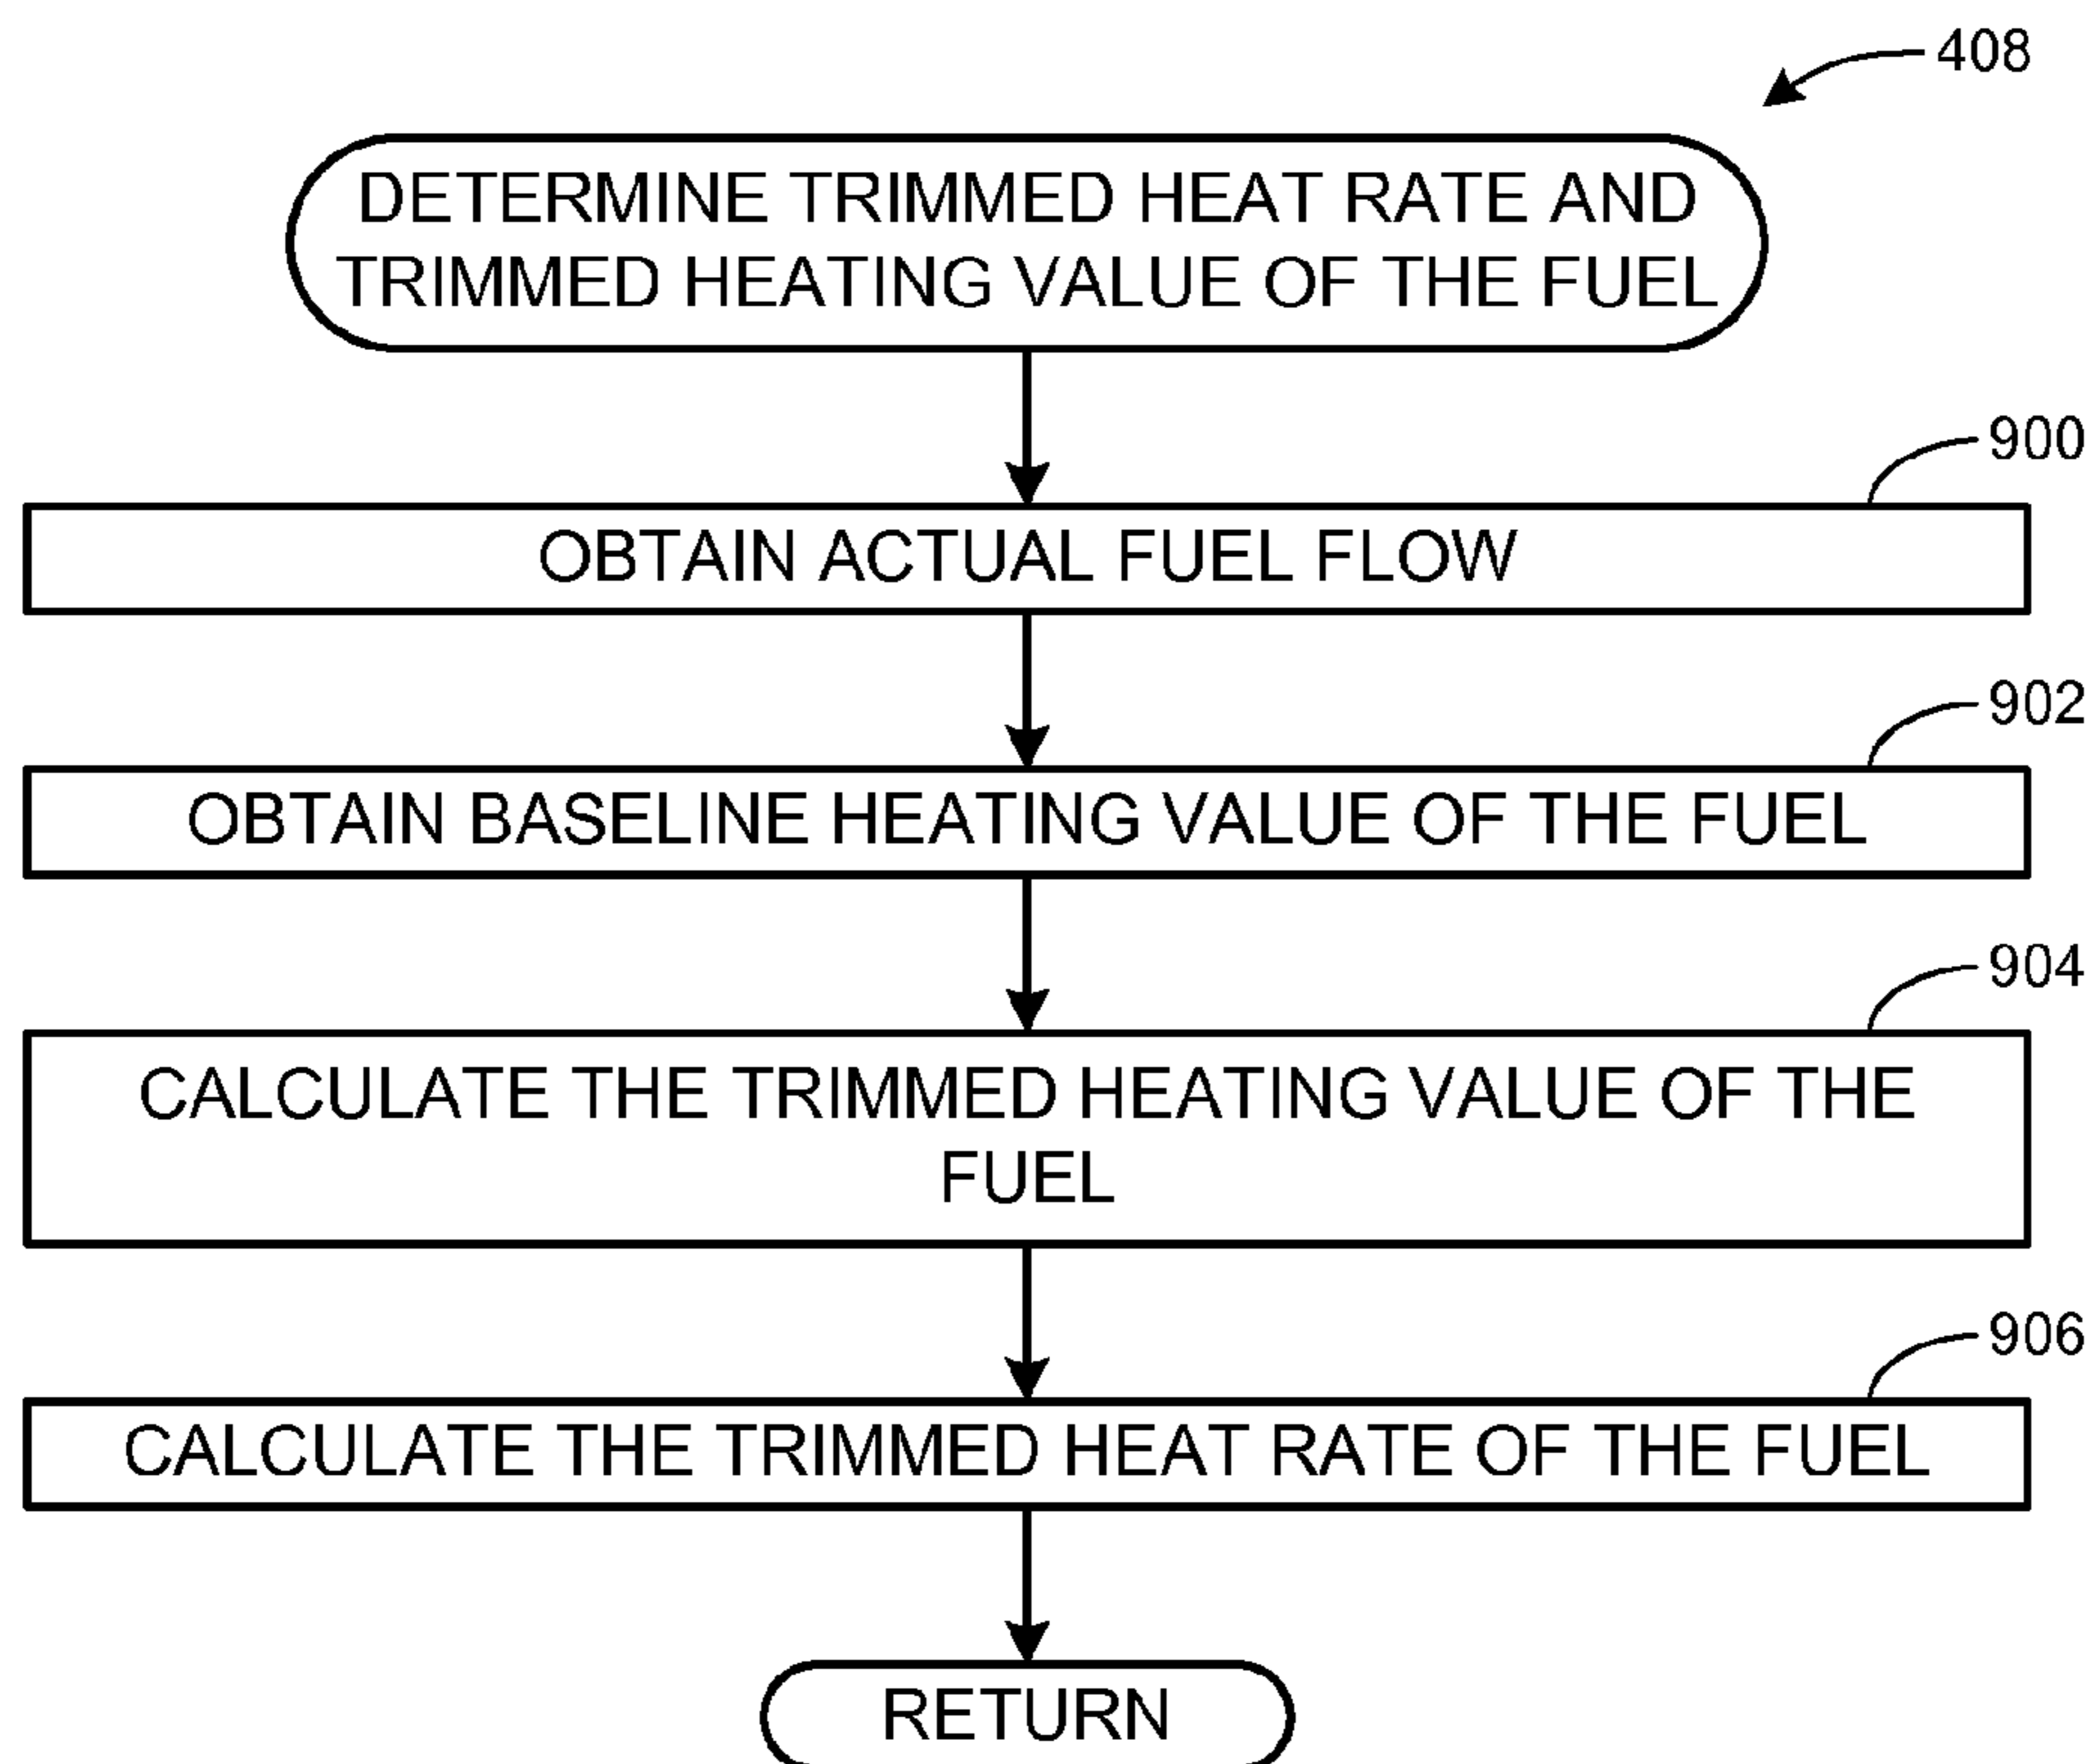 408
DETERMINE TRIMMED HEAT RATE AND
TRIMMED HEATING VALUE OF THE FUEL
900
OBTAIN ACTUAL FUEL FLOW
902
OBTAIN BASELINE HEATING VALUE OF THE FUEL
904
CALCULATE THE TRIMMED HEATING VALUE OF THE
FUEL
906
CALCULATE THE TRIMMED HEAT RATE OF THE FUEL
RETURN